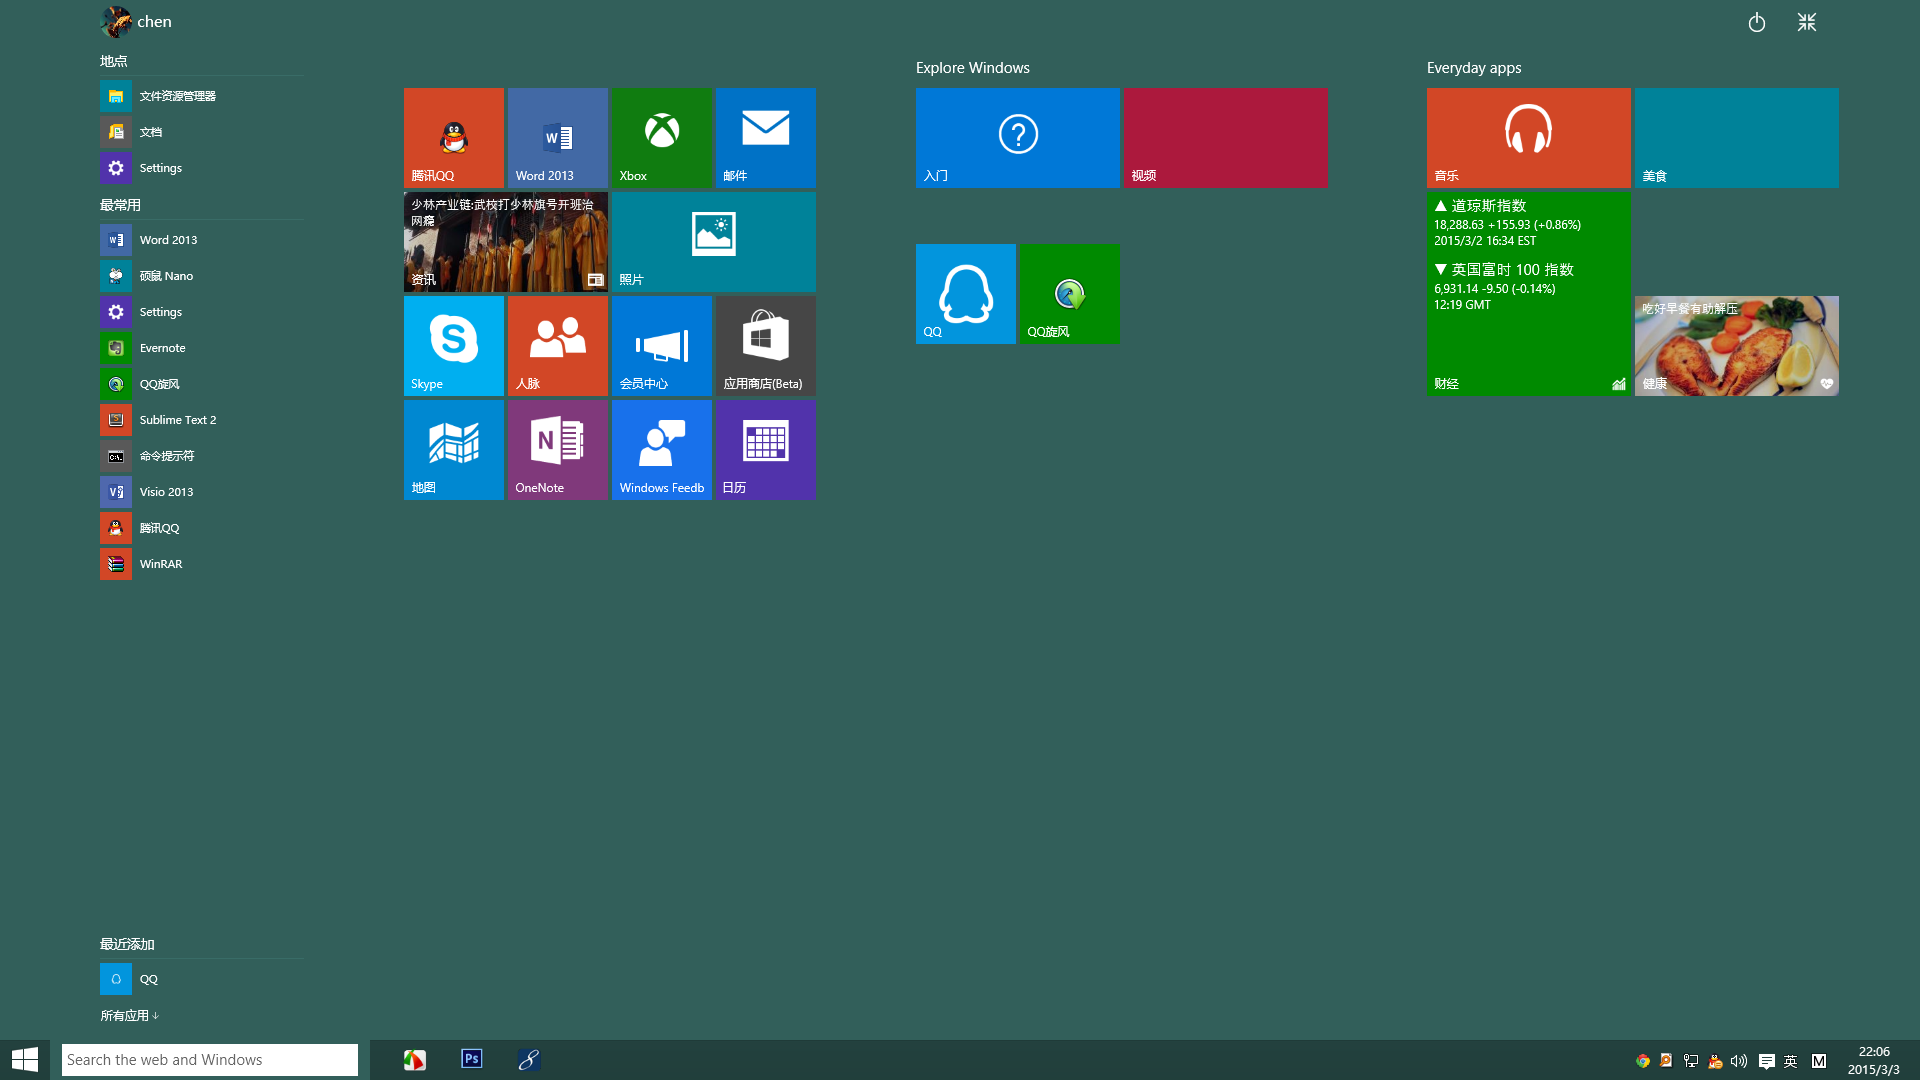 chen
地点
文件资源管理器
文档
Settings
最常用
Word 2013
硕鼠 Nano
Settings
Evernote
QQ旋风
Sublime Text 2
命令提示符
Visio 2013
腾讯QQ
WinRAR
最近添加
QQ
所有应用
腾讯QQ
Word 2013
Xbox
邮件
少林产业链:武校打少林旗号开班治
网瘾
资讯
照片
Skype
人脉
会员中心
应用商店(Beta)
地图
OneNote
Windows Feedb
日历
Explore Windows
入门
视频
QQ
QQ旋风
Everyday apps
音乐
美食
▲ 道琼斯指数
18,288.63 +155.93 (+0.86%)
2015/3/2 16:34 EST
▼ 英国富时 100 指数
6,931.14 -9.50 (-0.14%)
12:19 GMT
财经
吃好早餐有助解压
健康
Search the web and Windows
Ps
英
M
22:06
2015/3/3